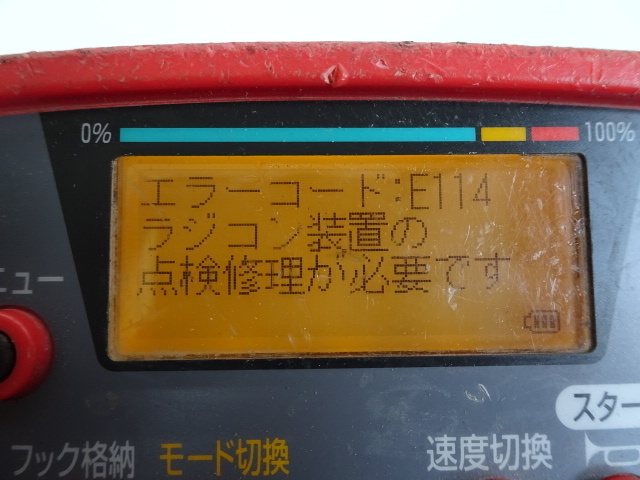 0% 100%
エラーコード:E114
ラジコン装置の
点検修理が必要です
ニュー
スター
フック格納 モード切換 速度切換